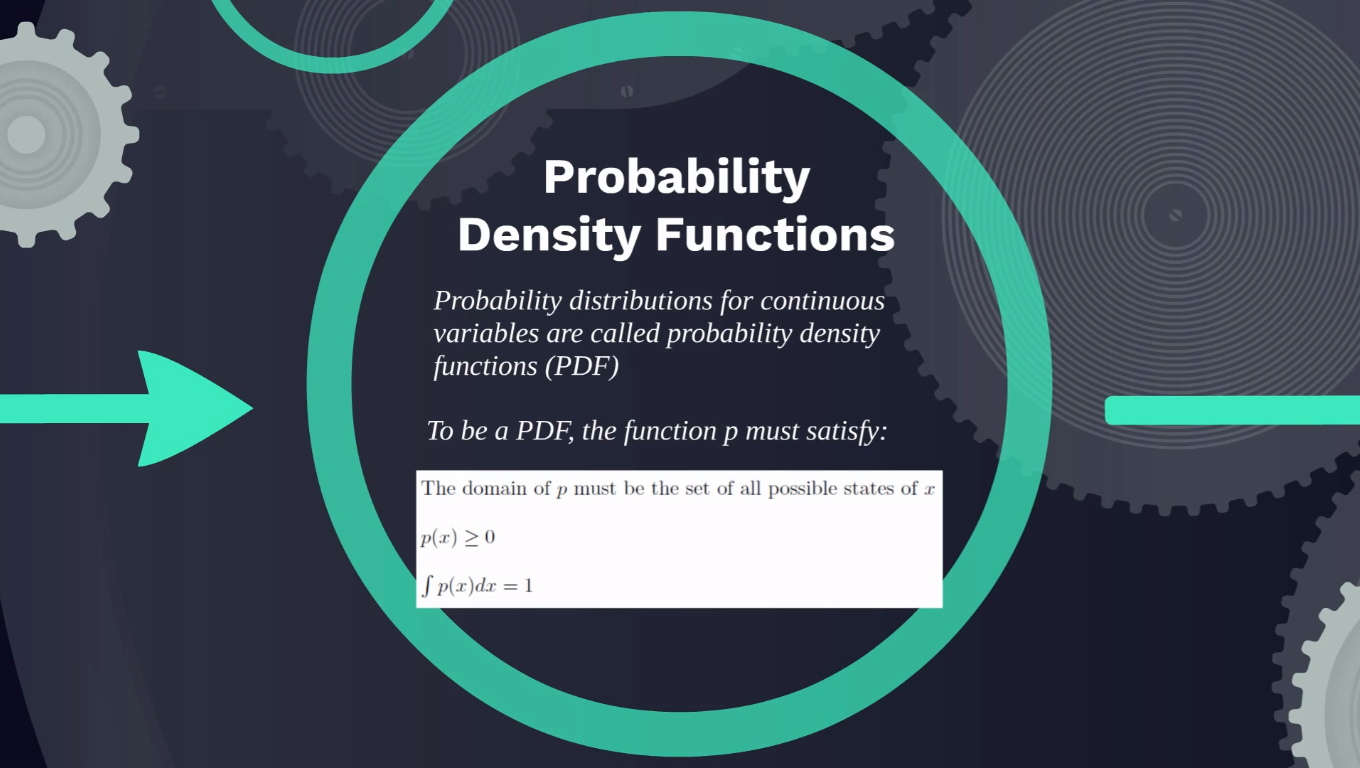 Probability
Density Functions
Probability distributions for continuous
variables are called probability density
functions (PDF)
To be a PDF, the function p must satisfy:
The domain of p must be the set of all possible states of x
p(x) ≥ 0
∫ p(x)dx = 1